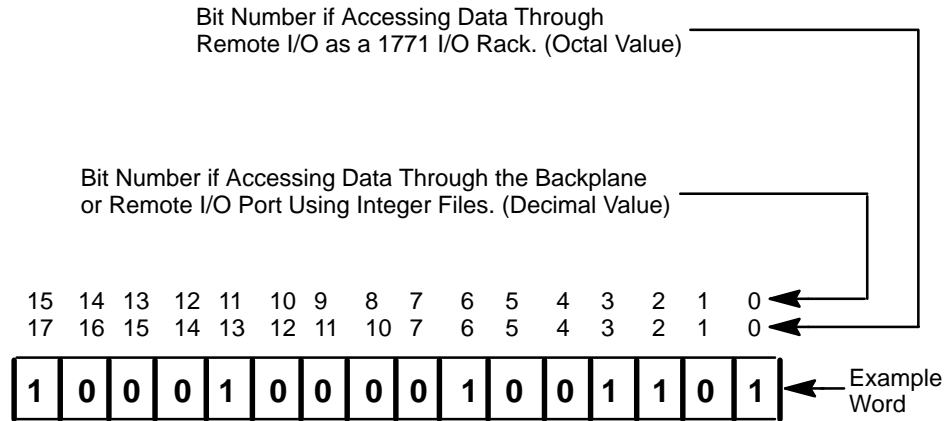 Bit Number if Accessing Data Through
Remote I/O as a 1771 I/O Rack. (Octal Value)
Bit Number if Accessing Data Through the Backplane
or Remote I/O Port Using Integer Files. (Decimal Value)
15 14 13 12 11 10 9 8 7 6 5 4 3 2 1 0
17 16 15 14 13 12 11 10 7 6 5 4 3 2 1 0
1 0 0 0 1 0 0 0 0 1 0 0 1 1 0 1
Example
Word